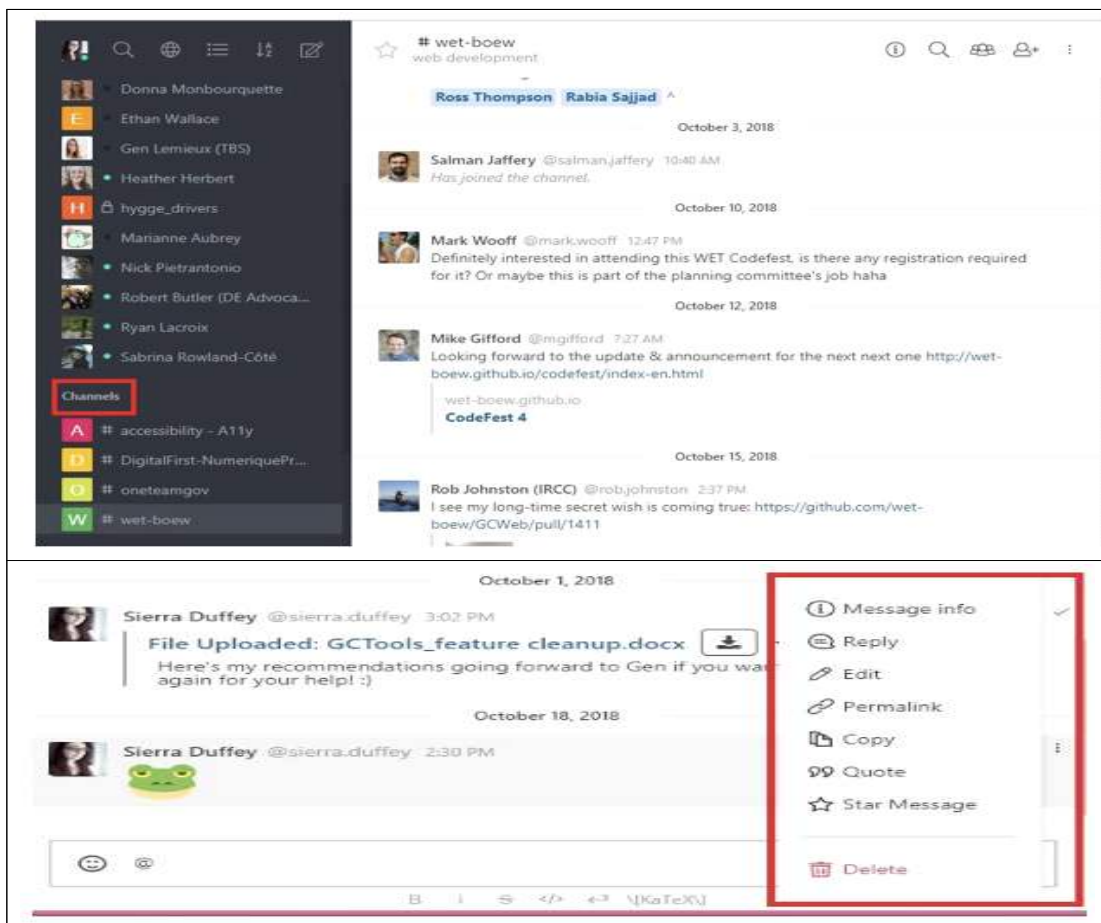 # wet-boew
web development
Donna Monbourquette
E Ethan Wallace
Gen Lemieux (TBS)
Heather Herbert
H hygge_drivers
Marianne Aubrey
Nick Pietrantonio
Robert Butler (DE Advoca...
Ryan Lacroix
Sabrina Rowland-Côté
Channels
A # accessibility - A11y
D # DigitalFirst-NumeriquePr...
O # oneteamgov
W # wet-boew
Ross Thompson Rabia Sajjad ^
October 3, 2018
Salman Jaffery @salman.jaffery 10:40 AM
Has joined the channel.
October 10, 2018
Mark Wooff @mark.wooff 12:47 PM
Definitely interested in attending this WET Codefest, is there any registration required
for it? Or maybe this is part of the planning committee's job haha
October 12, 2018
Mike Gifford @mgifford 7:27 AM
Looking forward to the update & announcement for the next next one http://wet-
boew.github.io/codefest/index-en.html
wet-boew.github.io
CodeFest 4
October 15, 2018
Rob Johnston (IRCC) @rob.johnston 2:37 PM
I see my long-time secret wish is coming true: https://github.com/wet-
boew/GCWeb/pull/1411
October 1, 2018
Sierra Duffey @sierra.duffey 3:02 PM
File Uploaded: GCTools_feature cleanup.docx
Here's my recommendations going forward to Gen if you wa
again for your help! :)
October 18, 2018
Sierra Duffey @sierra.duffey 2:30 PM
@
B i S </> \[KaTeX\]
Message info
Reply
Edit
Permalink
Copy
Quote
Star Message
Delete